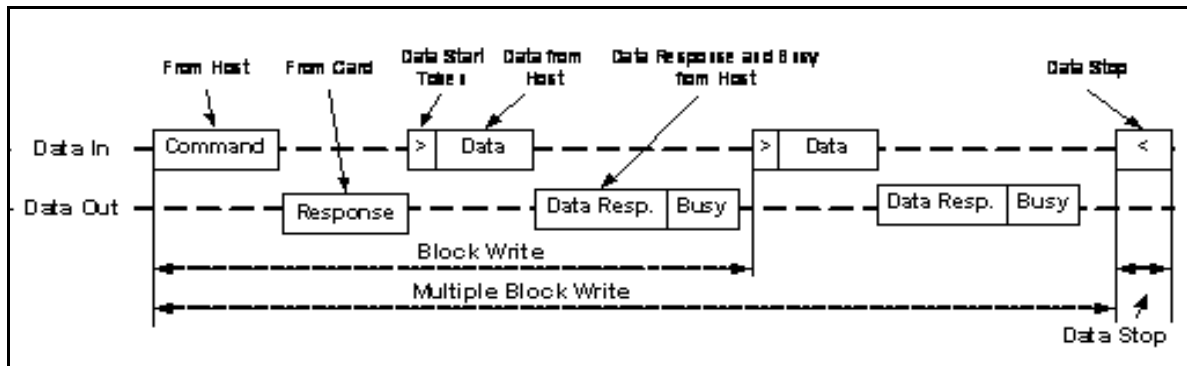 From Host
From Card
Data Start
Token
Data from
Host
Data Response and Busy
from Host
Data Stop
Data In
Command
>
Data
>
Data
<
Data Out
Response
Data Resp.
Busy
Data Resp.
Busy
Block Write
Multiple Block Write
Data Stop